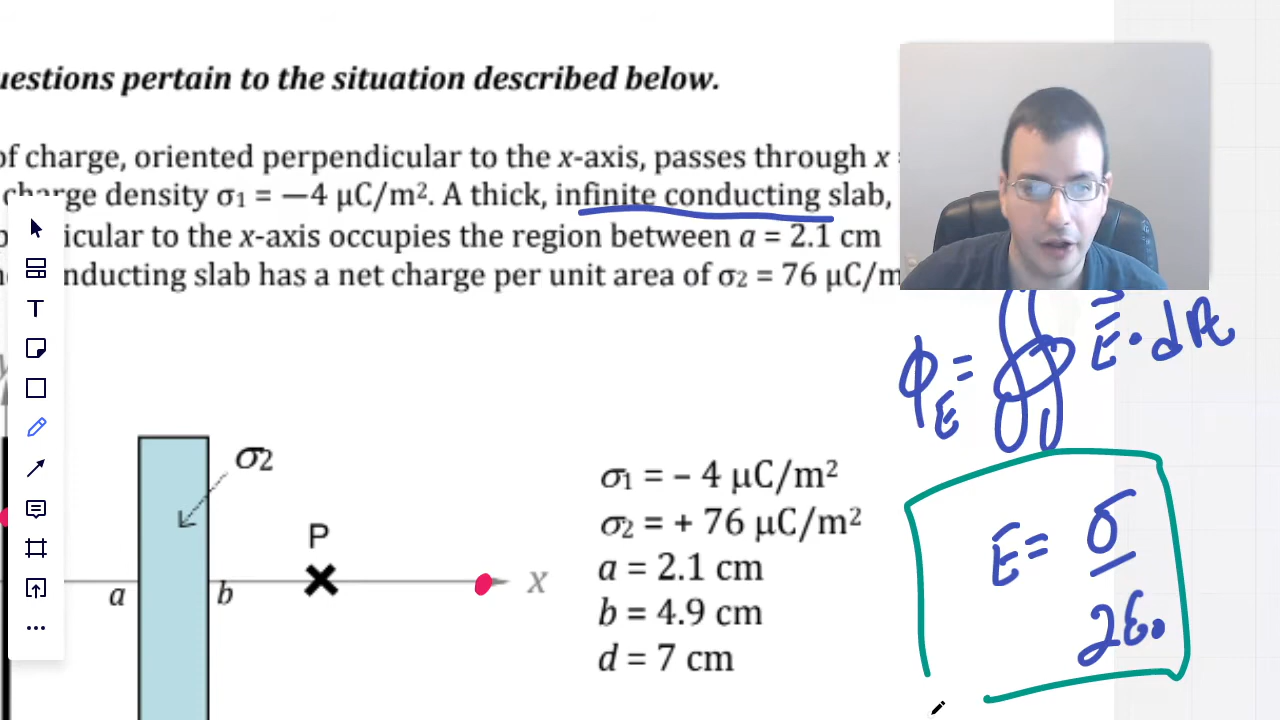 uestions pertain to the situation described below.
of charge, oriented perpendicular to the x-axis, passes through x
charge density σ1 = —4 μC/m². A thick, infinite conducting slab,
icular to the x-axis occupies the region between a = 2.1 cm
nducting slab has a net charge per unit area of σ2 = 76 μC/m
T
σ2
P
a
b
x
σ1 = – 4 μC/m²
σ2 = + 76 μC/m²
a = 2.1 cm
b = 4.9 cm
d = 7 cm
ϕE = ∯ E⃗ · dA
E = σ / 2ε₀